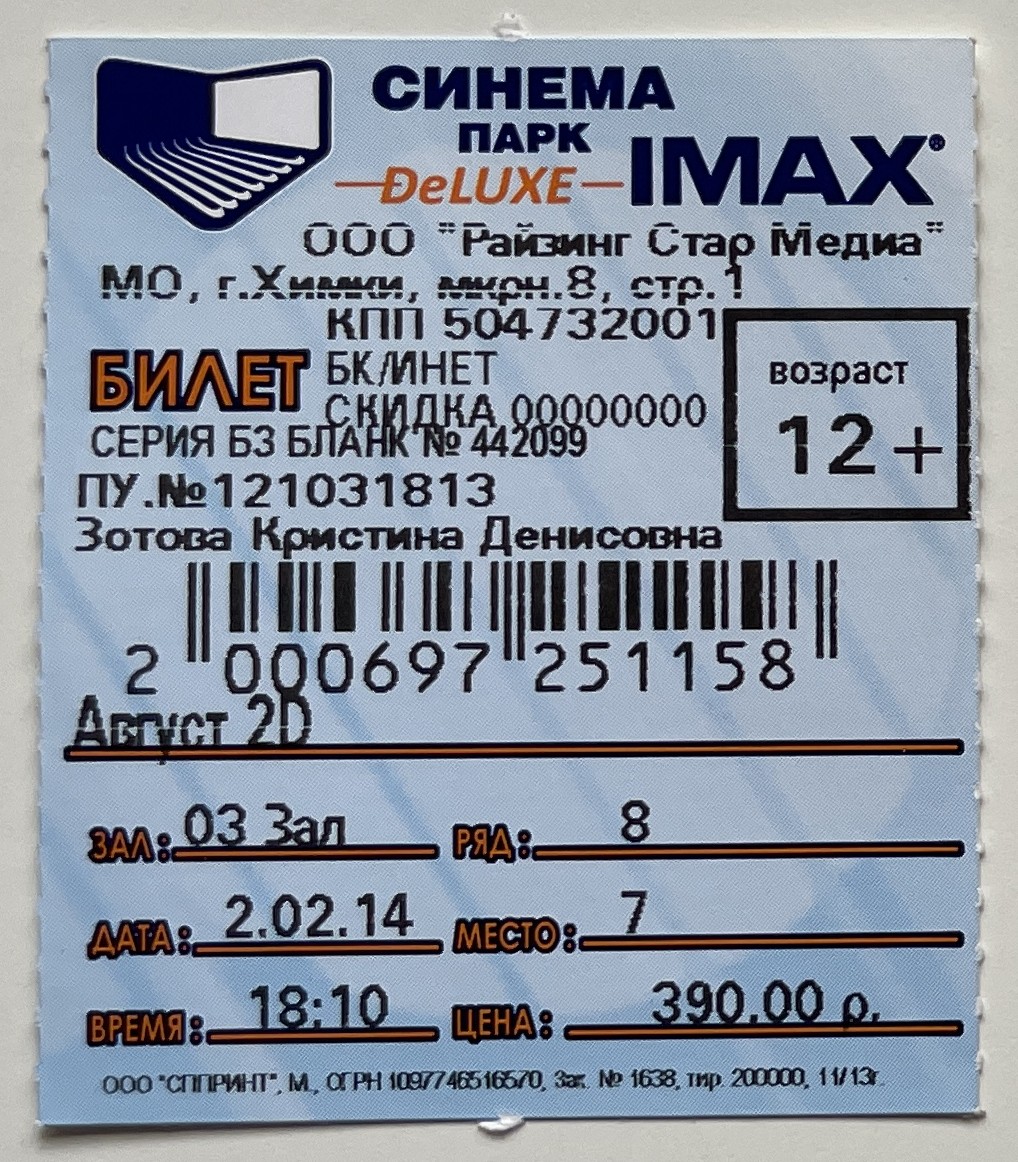 СИНЕМА
ПАРК
DeLUXE IMAX®
ООО "Райзинг Стар Медиа"
МО, г.Химки, мкрн.8, стр.1
КПП 504732001
БИЛЕТ БК/ИНЕТ
СКИДКА 00000000
возраст
12+
СЕРИЯ БЗ БЛАНК № 442099
ПУ.№121031813
Зотова Кристина Денисовна
2 000697 251158
Август 2D
ЗАЛ: 03 Зал РЯД: 8
ДАТА: 2.02.14 МЕСТО: 7
ВРЕМЯ: 18:10 ЦЕНА: 390.00 р.
ООО "СППРИНТ", М., ОГРН 1097746516570, Зак. № 1638, тир. 200000, 11/13г.